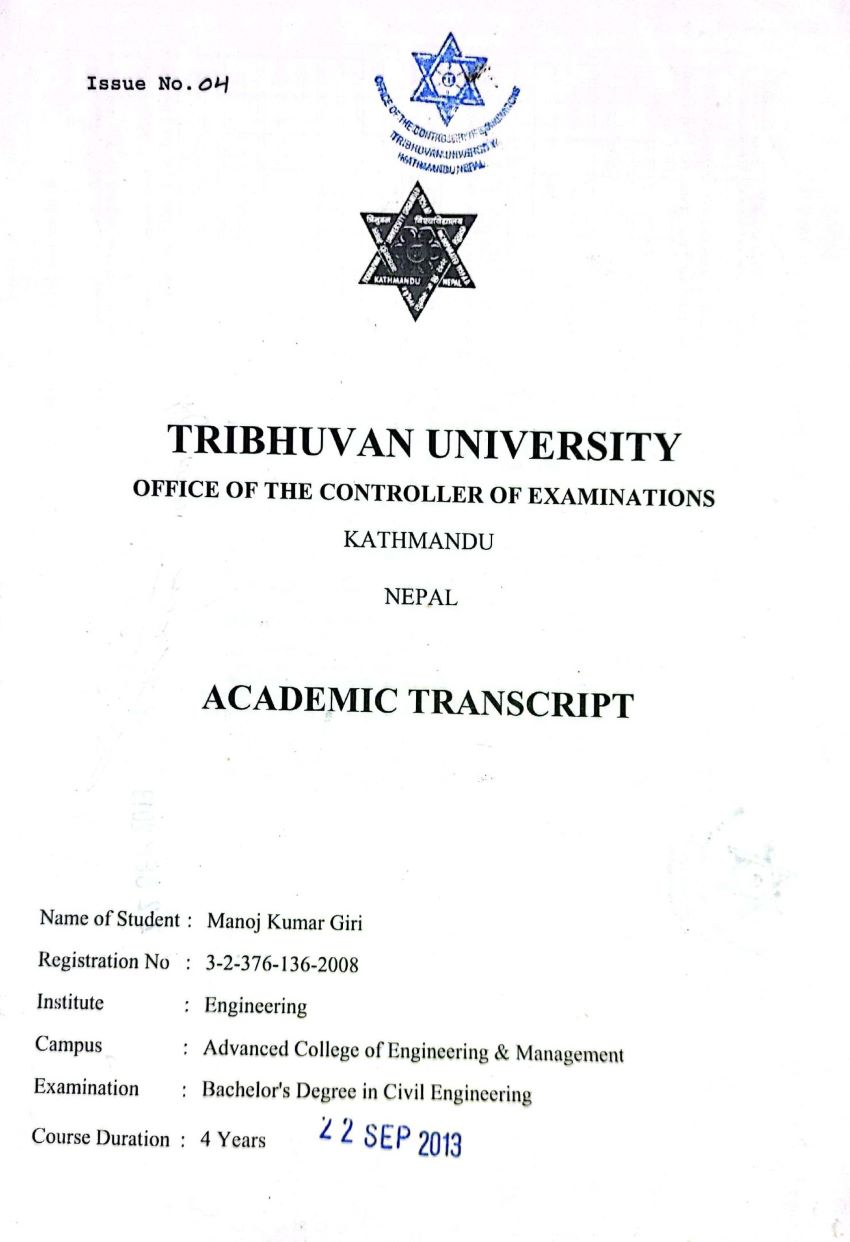 Issue No. 04
OFFICE OF THE CONTROLLER OF EXAMINATIONS
TRIBHUVAN UNIVERSITY
KATHMANDU NEPAL
त्रिभुवन विश्वविद्यालय
KATHMANDU NEPAL
TRIBHUVAN UNIVERSITY
OFFICE OF THE CONTROLLER OF EXAMINATIONS
KATHMANDU
NEPAL
ACADEMIC TRANSCRIPT
Name of Student : Manoj Kumar Giri
Registration No : 3-2-376-136-2008
Institute : Engineering
Campus : Advanced College of Engineering & Management
Examination : Bachelor's Degree in Civil Engineering
Course Duration : 4 Years 22 SEP 2013